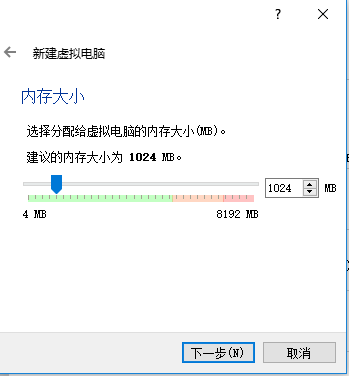 ?
新建虚拟电脑
内存大小
选择分配给虚拟电脑的内存大小(MB)。
建议的内存大小为 1024 MB。
1024 MB
4 MB 8192 MB
下一步(N) 取消